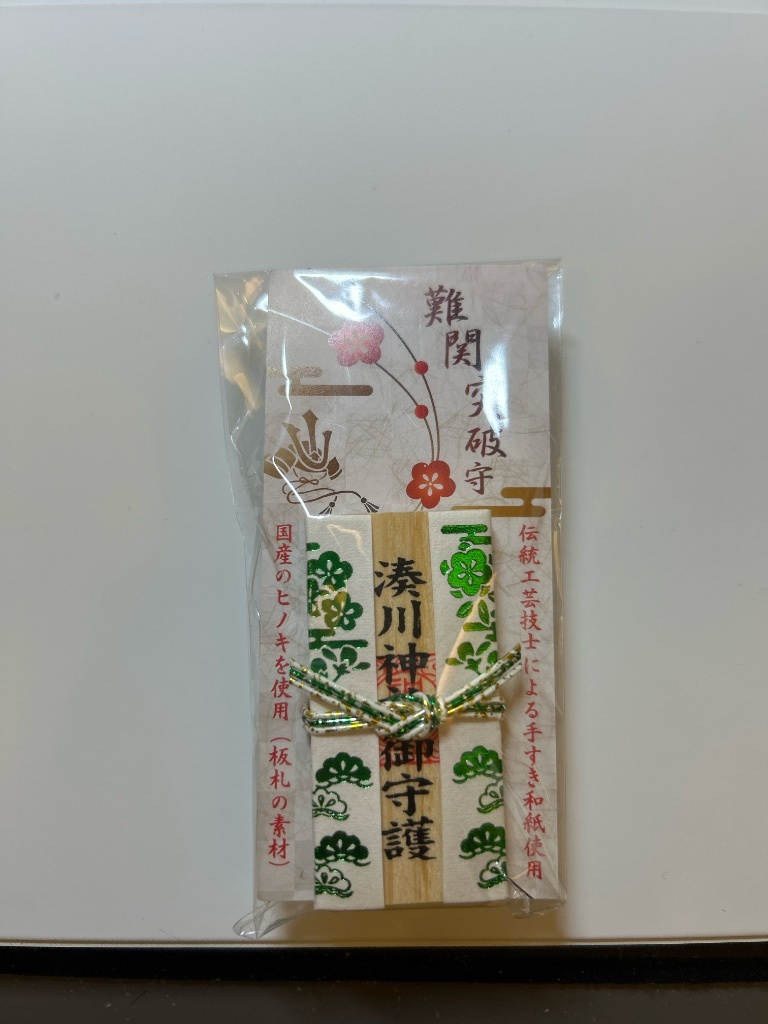 難関突破守
伝統工芸技士による手すき和紙使用
湊川神社御守護
国産のヒノキを使用（板札の素材）